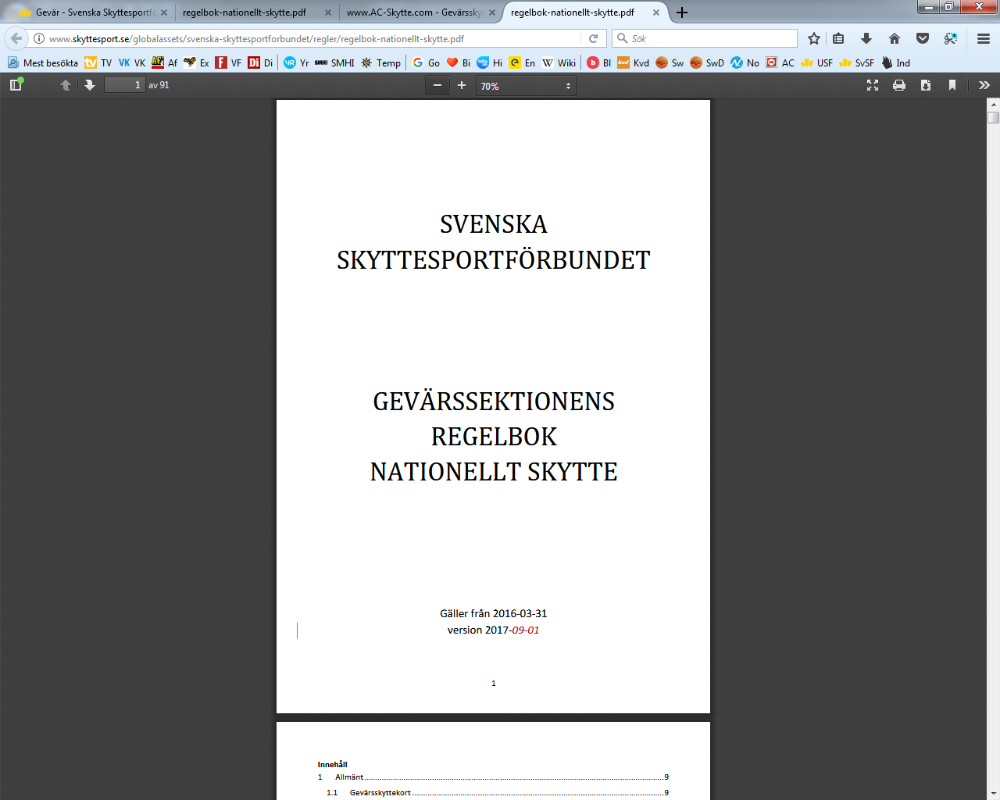 Gevär - Svenska Skyttesportfö
regelbok-nationellt-skytte.pdf
www.AC-Skytte.com - Gevärssky
regelbok-nationellt-skytte.pdf
www.skyttesport.se/globalassets/svenska-skyttesportforbundet/regler/regelbok-nationellt-skytte.pdf
Sök
Mest besökta TV VK Af Ex VF Di Yr SMHI Temp Go Bi Hi En Wiki Bl Kvd Sw SwD No AC USF SvSF Ind
1 av 91
70%
SVENSKA
SKYTTESPORTFÖRBUNDET
GEVÄRSSEKTIONENS
REGELBOK
NATIONELLT SKYTTE
Gäller från 2016-03-31
version 2017-09-01
1
Innehåll
1 Allmänt 9
1.1 Gevärsskyttekort 9